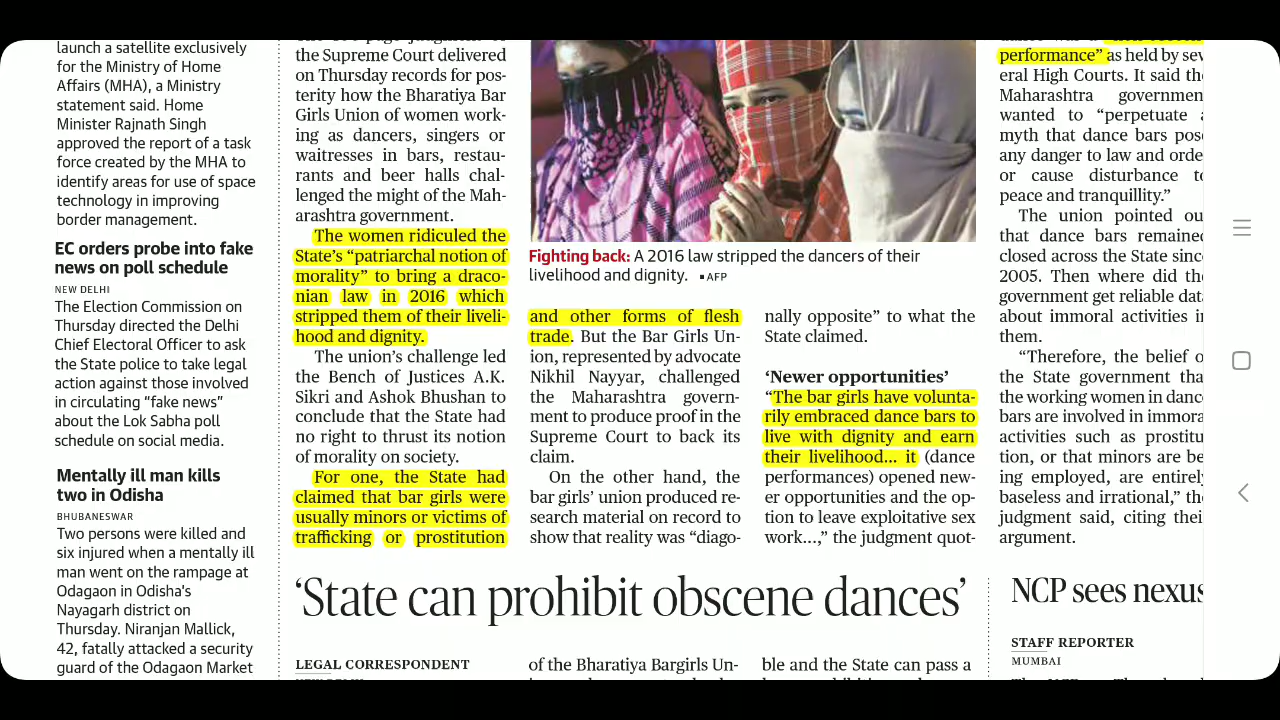 launch a satellite exclusively
for the Ministry of Home
Affairs (MHA), a Ministry
statement said. Home
Minister Rajnath Singh
approved the report of a task
force created by the MHA to
identify areas for use of space
technology in improving
border management.
EC orders probe into fake
news on poll schedule
NEW DELHI
The Election Commission on
Thursday directed the Delhi
Chief Electoral Officer to ask
the State police to take legal
action against those involved
in circulating “fake news”
about the Lok Sabha poll
schedule on social media.
Mentally ill man kills
two in Odisha
BHUBANESWAR
Two persons were killed and
six injured when a mentally ill
man went on the rampage at
Odagaon in Odisha's
Nayagarh district on
Thursday. Niranjan Mallick,
42, fatally attacked a security
guard of the Odagaon Market
the Supreme Court delivered
on Thursday records for pos-
terity how the Bharatiya Bar
Girls Union of women work-
ing as dancers, singers or
waitresses in bars, restau-
rants and beer halls chal-
lenged the might of the Mah-
arashtra government.
The women ridiculed the
State’s “patriarchal notion of
morality” to bring a draco-
nian law in 2016 which
stripped them of their liveli-
hood and dignity.
The union’s challenge led
the Bench of Justices A.K.
Sikri and Ashok Bhushan to
conclude that the State had
no right to thrust its notion
of morality on society.
For one, the State had
claimed that bar girls were
usually minors or victims of
trafficking or prostitution
Fighting back: A 2016 law stripped the dancers of their
livelihood and dignity. ▪AFP
and other forms of flesh
trade. But the Bar Girls Un-
ion, represented by advocate
Nikhil Nayyar, challenged
the Maharashtra govern-
ment to produce proof in the
Supreme Court to back its
claim.
On the other hand, the
bar girls’ union produced re-
search material on record to
show that reality was “diago-
nally opposite” to what the
State claimed.
‘Newer opportunities’
“The bar girls have volunta-
rily embraced dance bars to
live with dignity and earn
their livelihood... it (dance
performances) opened new-
er opportunities and the op-
tion to leave exploitative sex
work...,” the judgment quot-
performance” as held by sev
eral High Courts. It said the
Maharashtra governmen
wanted to “perpetuate a
myth that dance bars pos
any danger to law and orde
or cause disturbance t
peace and tranquillity.”
The union pointed ou
that dance bars remained
closed across the State sinc
2005. Then where did the
government get reliable dat
about immoral activities i
them.
“Therefore, the belief o
the State government tha
the working women in danc
bars are involved in immora
activities such as prostitu
tion, or that minors are be
ing employed, are entirely
baseless and irrational,” the
judgment said, citing thei
argument.
‘State can prohibit obscene dances’
LEGAL CORRESPONDENT
of the Bharatiya Bargirls Un-
ble and the State can pass a
NCP sees nexus
STAFF REPORTER
MUMBAI